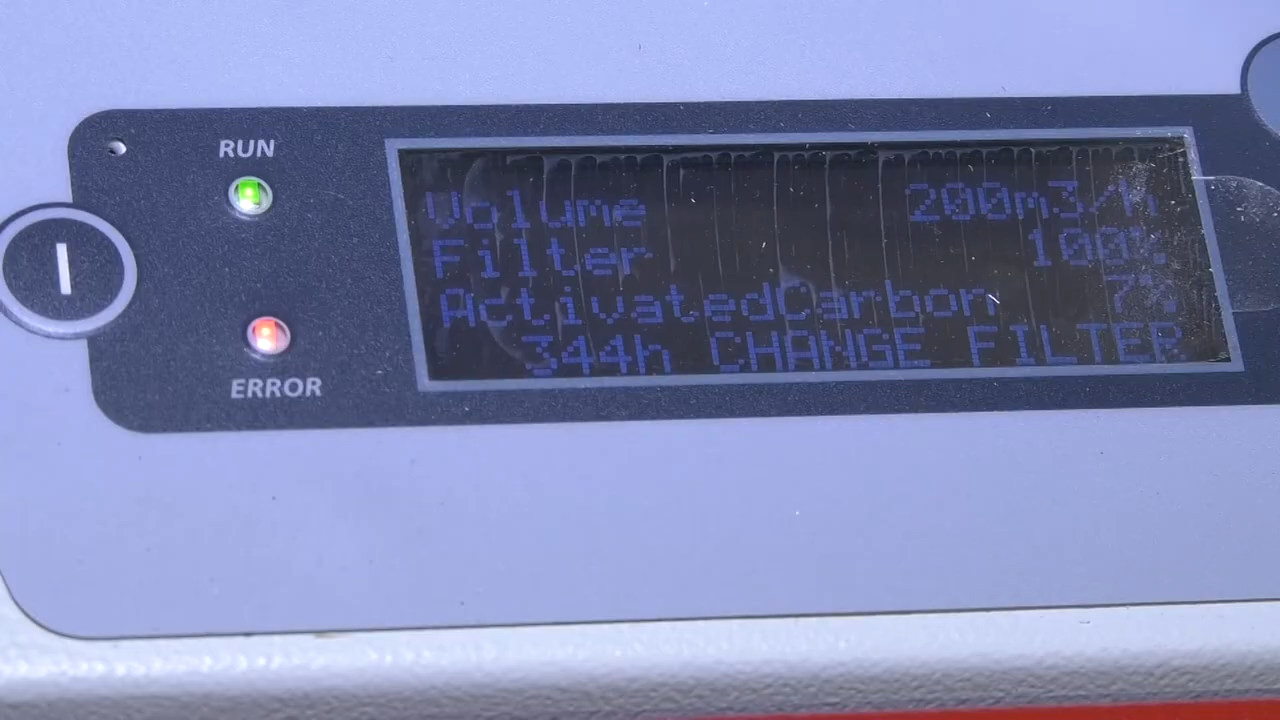 RUN
Volume 200m3/h
Filter 100%
ActivatedCarbon 7%
344h CHANGE FILTER
ERROR